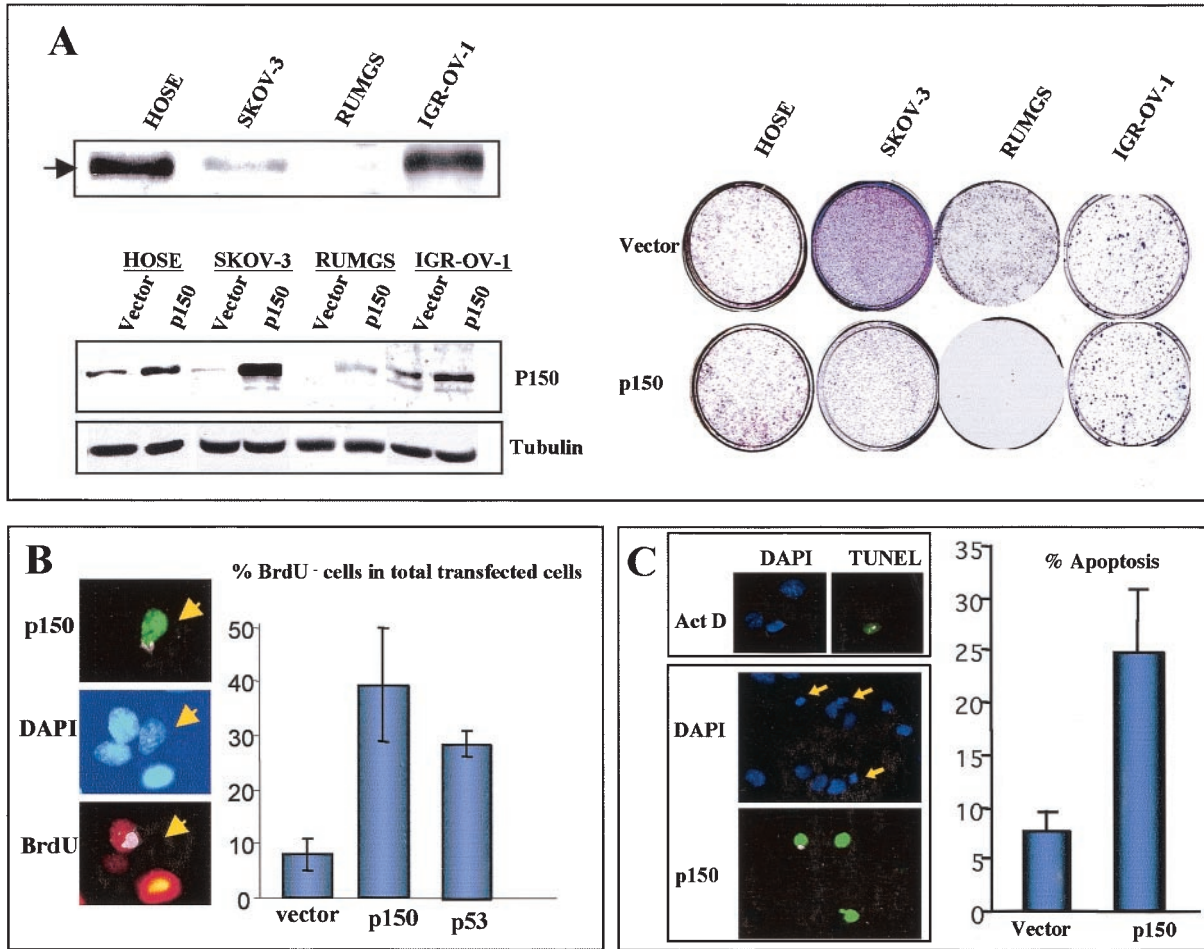 A
HOSE
SKOV-3
RUMGS
IGR-OV-1
HOSE SKOV-3 RUMGS IGR-OV-1
Vector p150 Vector p150 Vector p150 Vector p150
P150
Tubulin
HOSE
SKOV-3
RUMGS
IGR-OV-1
Vector
p150
B
% BrdU - cells in total transfected cells
p150
DAPI
BrdU
50
40
30
20
10
0
vector p150 p53
C
DAPI TUNEL
Act D
DAPI
p150
% Apoptosis
35
30
25
20
15
10
5
0
Vector p150